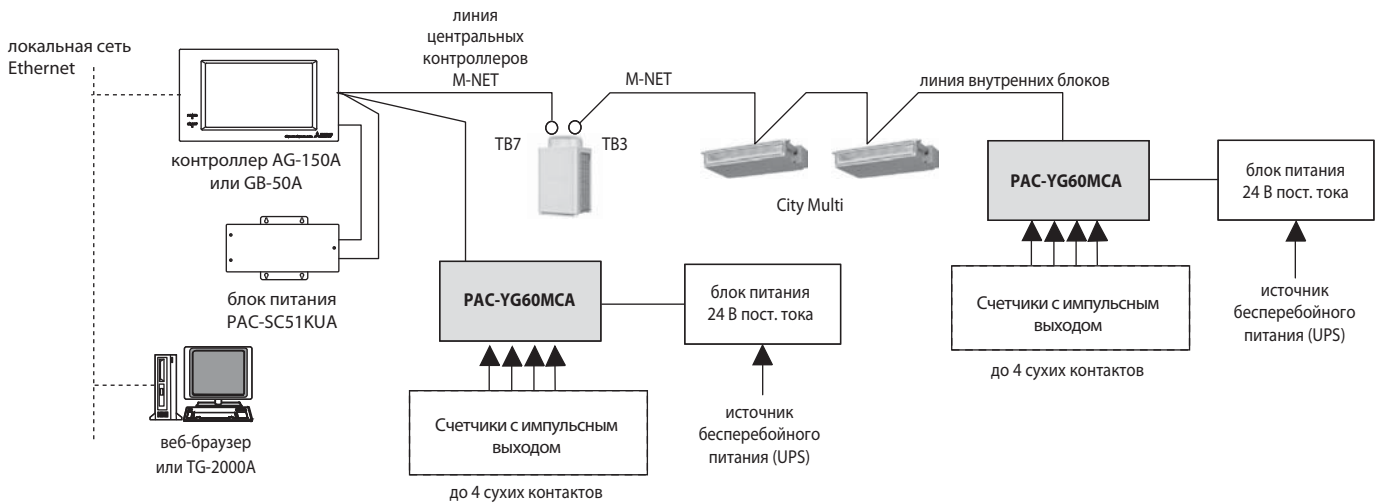 локальная сеть
Ethernet
контроллер AG-150A
или GB-50A
блок питания
PAC-SC51KUA
веб-браузер
или TG-2000A
линия
центральных
контроллеров
M-NET
TB7
TB3
M-NET
City Multi
линия внутренних блоков
PAC-YG60MCA
блок питания
24 В пост. тока
Счетчики с импульсным
выходом
до 4 сухих контактов
источник
бесперебойного
питания (UPS)
PAC-YG60MCA
блок питания
24 В пост. тока
Счетчики с импульсным
выходом
до 4 сухих контактов
источник
бесперебойного
питания (UPS)